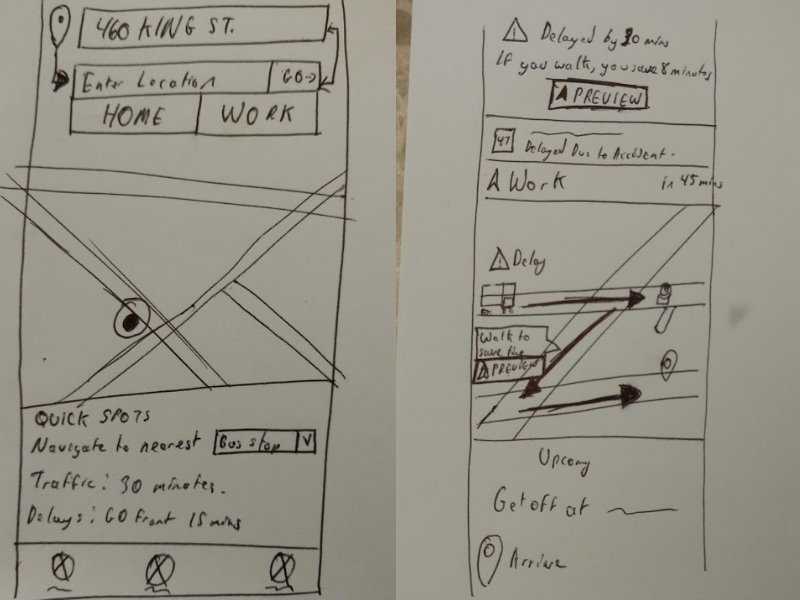 460 KING ST.
Enter Location GO→
HOME WORK
QUICK SPOTS
Navigate to nearest Bus stop V
Traffic: 30 minutes.
Delays: GO Front 15 mins
Delayed by 30 mins
If you walk, you save 8 minutes
PREVIEW
47
Delayed Due to Accident.
Work in 45 mins
Delay
Walk to
save
PREVIEW
Get off at
Arrive